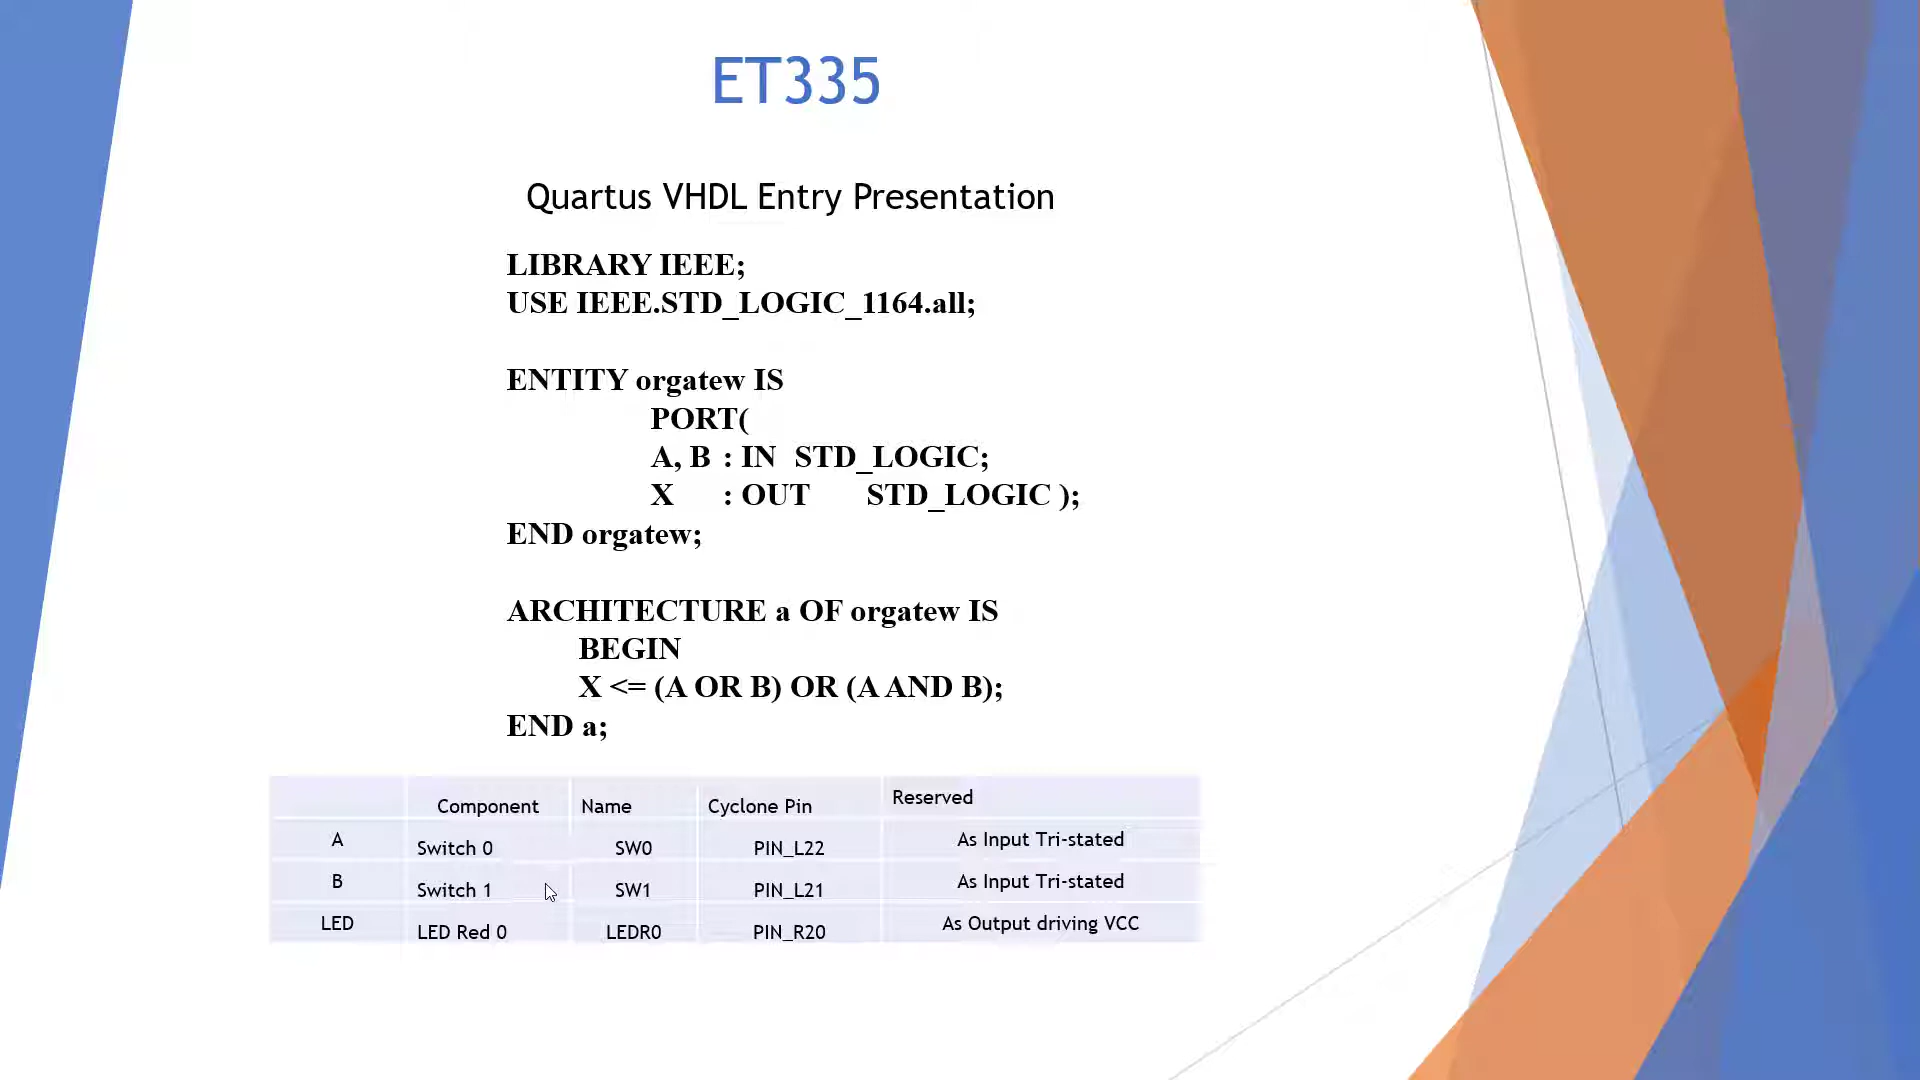 ET335
Quartus VHDL Entry Presentation
LIBRARY IEEE;
USE IEEE.STD_LOGIC_1164.all;
ENTITY orgatew IS
PORT(
A, B : IN STD_LOGIC;
X : OUT STD_LOGIC );
END orgatew;
ARCHITECTURE a OF orgatew IS
BEGIN
X <= (A OR B) OR (A AND B);
END a;
Component Name Cyclone Pin Reserved
A Switch 0 SW0 PIN_L22 As Input Tri-stated
B Switch 1 SW1 PIN_L21 As Input Tri-stated
LED LED Red 0 LEDR0 PIN_R20 As Output driving VCC